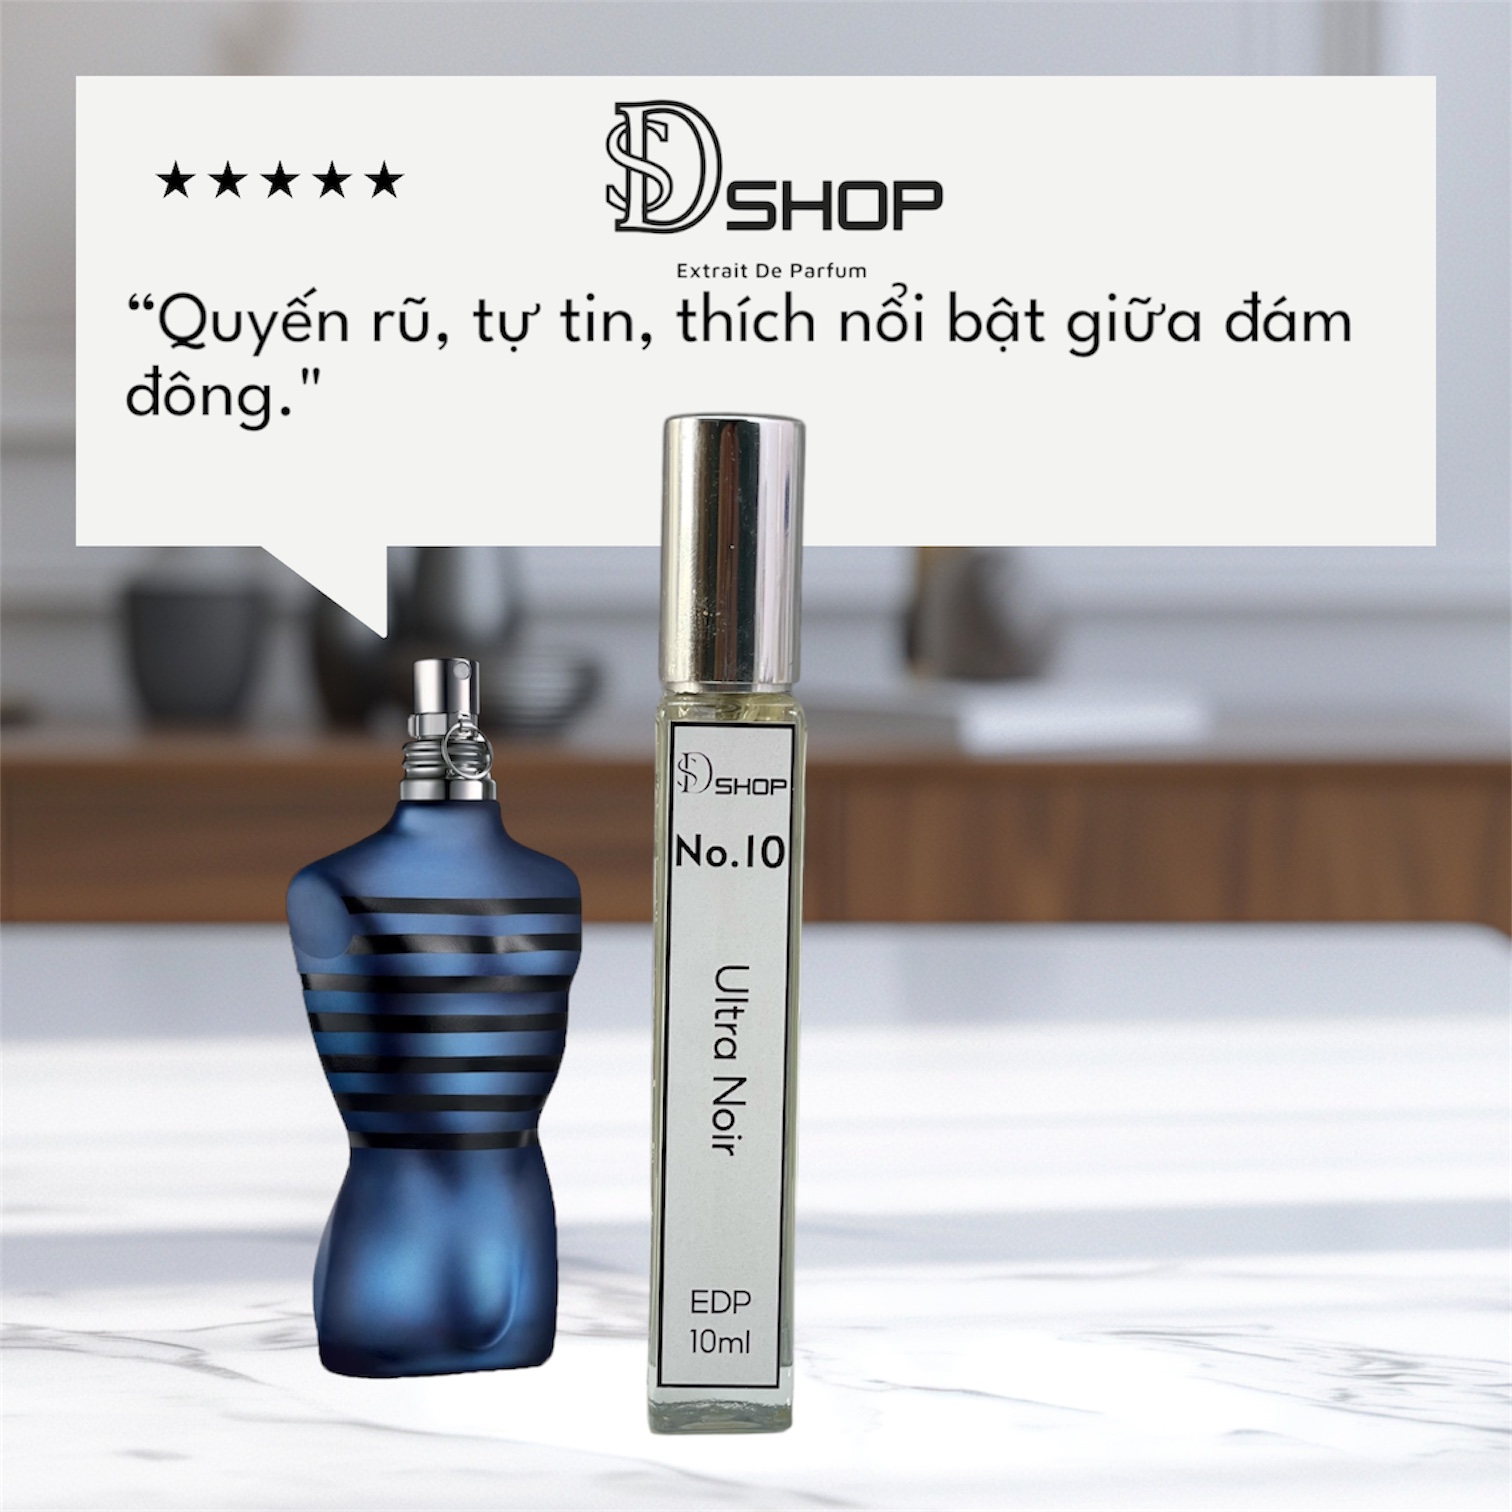 ★★★★★
SD SHOP
Extrait De Parfum
“Quyến rũ, tự tin, thích nổi bật giữa đám
đông."
SD SHOP
No.10
Ultra Noir
EDP
10ml